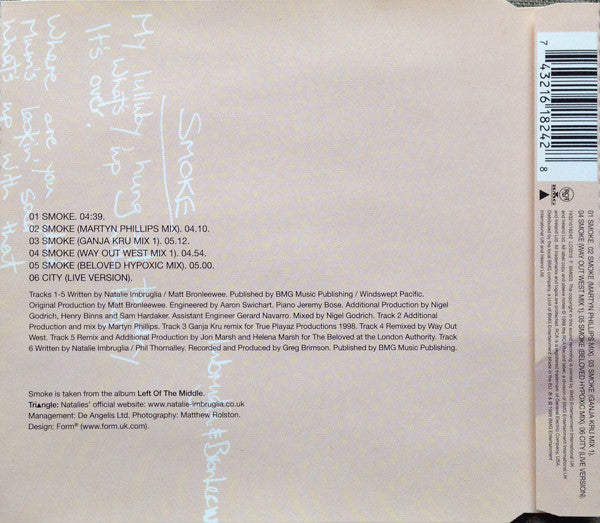 SMOKE
My lullaby, hung
What's / up
It's over.
Where are you
Mum's lookin' so sad
What's up with that
01 SMOKE. 04:39.
02 SMOKE (MARTYN PHILLIPS MIX). 04.10.
03 SMOKE (GANJA KRU MIX 1). 05.12.
04 SMOKE (WAY OUT WEST MIX 1). 04.54.
05 SMOKE (BELOVED HYPOXIC MIX). 05.00.
06 CITY (LIVE VERSION).
Tracks 1-5 Written by Natalie Imbruglia / Matt Bronleewee. Published by BMG Music Publishing / Windswept Pacific.
Original Production by Matt Bronleewee. Engineered by Aaron Swichart. Piano Jeremy Bose. Additional Production by Nigel
Godrich, Henry Binns and Sam Hardaker. Assistant Engineer Gerard Navarro. Mixed by Nigel Godrich. Track 2 Additional
Production and mix by Martyn Phillips. Track 3 Ganja Kru remix for True Playaz Productions 1998. Track 4 Remixed by Way Out
West. Track 5 Remix and Additional Production by Jon Marsh and Helena Marsh for The Beloved at the London Authority. Track
6 Written by Natalie Imbruglia / Phil Thornalley. Recorded and Produced by Greg Brimson. Published by BMG Music Publishing.
Smoke is taken from the album Left Of The Middle.
Tri▲ngle: Natalies' official website: www.natalie-imbruglia.co.uk
Management: De Angelis Ltd. Photography: Matthew Rolston.
Design: Form® (www.form.uk.com).
7 43216 18242 8
BMG
RCA
01 SMOKE. 02 SMOKE (MARTYN PHILLIPS MIX). 03 SMOKE (GANJA KRU MIX 1).
04 SMOKE (WAY OUT WEST MIX 1). 05 SMOKE (BELOVED HYPOXIC MIX). 06 CITY (LIVE VERSION).